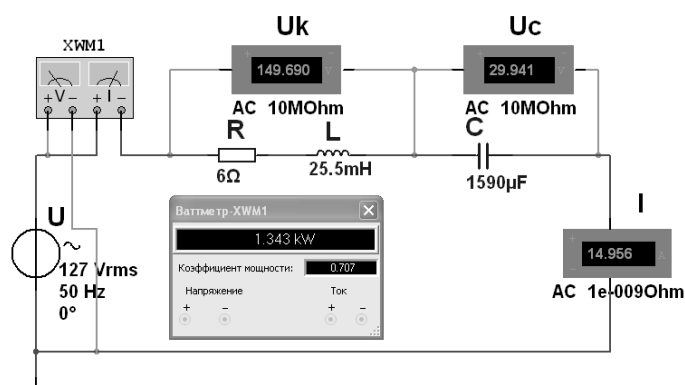 Uk Uc
XWM1
149.690 V
29.941 V
+ V - + I -
AC 10MOhm
AC 10MOhm
R L C
6Ω
25.5mH
1590µF
Ваттметр-XWM1
1.343 kW
Коэффициент мощности: 0.707
Напряжение Ток
+ - + -
U
127 Vrms
50 Hz
0°
I
14.956 A
AC 1e-009Ohm